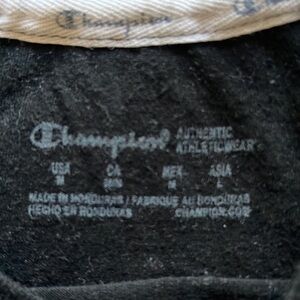 Champion
Champion AUTHENTIC ATHLETICWEAR
USA CA MEX ASIA
M M/M M L
MADE IN HONDURAS / FABRIQUÉ AU HONDURAS
HECHO EN HONDURAS CHAMPION.COM